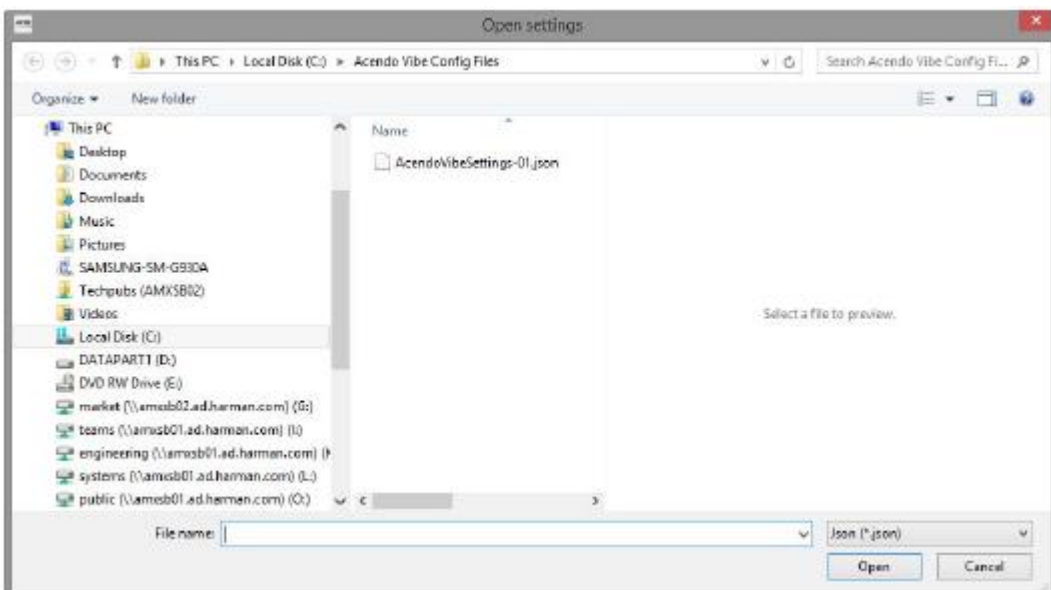 Open settings
This PC ▸ Local Disk (C:) ▸ Acendo Vibe Config Files
Search Acendo Vibe Config Fi...
Organize
New folder
This PC
Desktop
Documents
Downloads
Music
Pictures
SAMSUNG-SM-G930A
Techpubs (AMXSB02)
Videos
Local Disk (C:)
DATAPART1 (D:)
DVD RW Drive (E:)
market (\\amxsb02.ad.harman.com) (G:)
teams (\\amxsb01.ad.harman.com) (I:)
engineering (\\amxsb01.ad.harman.com) (
systems (\\amxsb01.ad.harman.com) (L:)
public (\\amxsb01.ad.harman.com) (O:)
Name
AcendoVibeSettings-01.json
Select a file to preview.
File name:
Json (*.json)
Open
Cancel